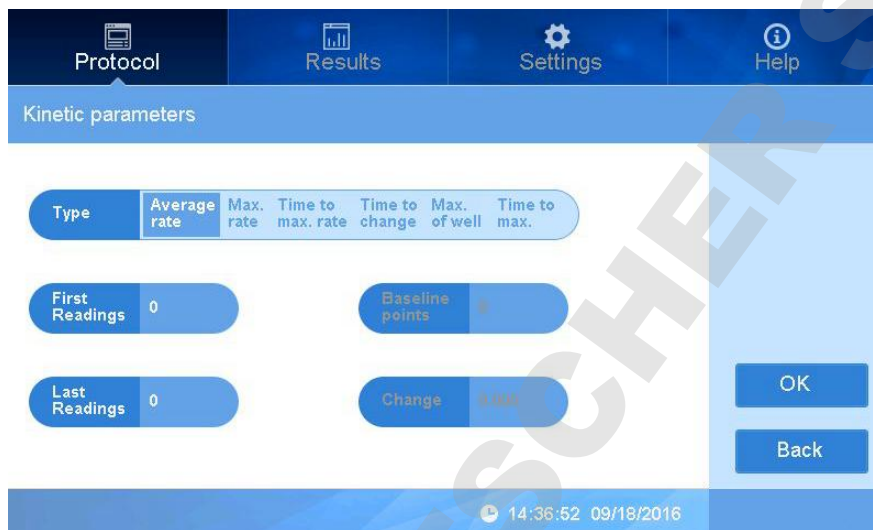 Protocol
Results
Settings
Help
Kinetic parameters
Type
Average rate
Max. rate
Time to max. rate
Time to change
Max. of well
Time to max.
First Readings
0
Baseline points
Last Readings
0
Change
OK
Back
14:36:52 09/18/2016
SCHER